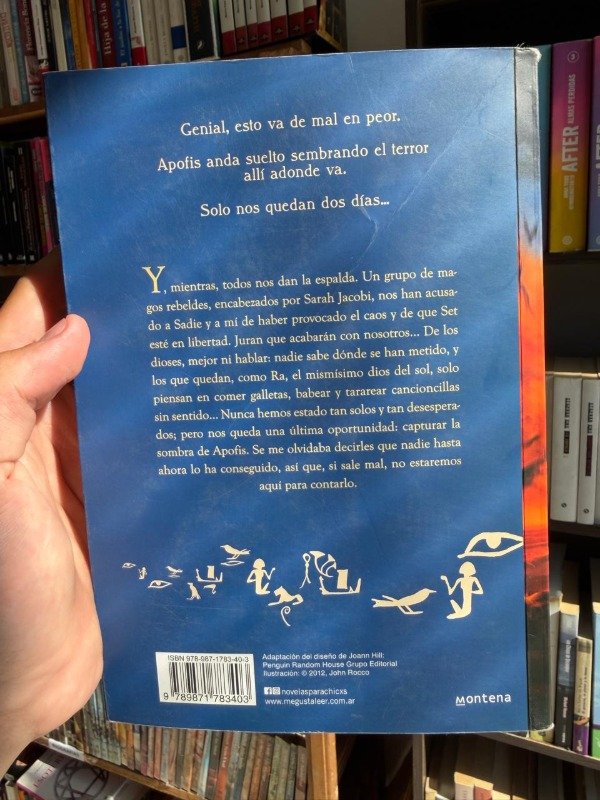 Genial, esto va de mal en peor.
Apofis anda suelto sembrando el terror
allí adonde va.
Solo nos quedan dos días...
Y, mientras, todos nos dan la espalda. Un grupo de ma-
gos rebeldes, encabezados por Sarah Jacobi, nos han acusa-
do a Sadie y a mí de haber provocado el caos y de que Set
esté en libertad. Juran que acabarán con nosotros... De los
dioses, mejor ni hablar: nadie sabe dónde se han metido, y
los que quedan, como Ra, el mismísimo dios del sol, solo
piensan en comer galletas, babear y tararear cancioncillas
sin sentido... Nunca hemos estado tan solos y tan desespera-
dos; pero nos queda una última oportunidad: capturar la
sombra de Apofis. Se me olvidaba decirles que nadie hasta
ahora lo ha conseguido, así que, si sale mal, no estaremos
aquí para contarlo.
ISBN 978-987-1783-40-3
9 789871 783403
Adaptación del diseño de Joann Hill:
Penguin Random House Grupo Editorial
Ilustración: © 2012, John Rocco
novelasparachicxs
www.megustaleer.com.ar
Montena
AFTER
ALMAS PERDIDAS
3
AFTER
Hija de la